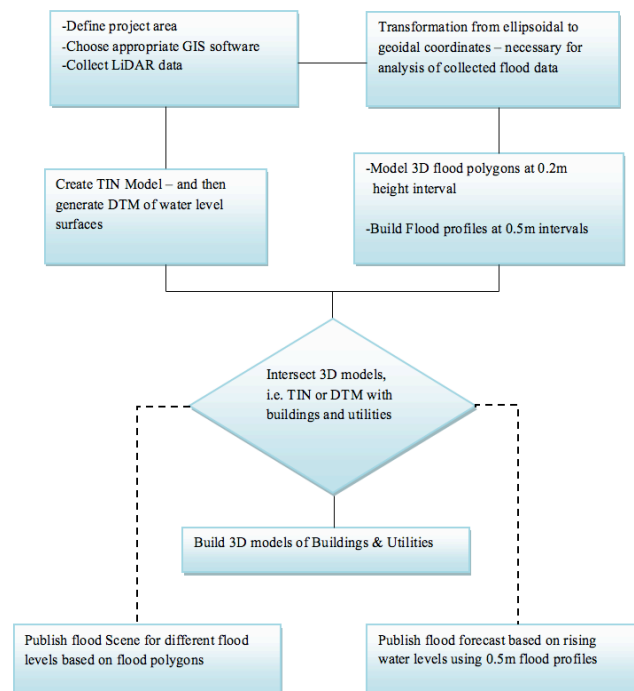 -Define project area
-Choose appropriate GIS software
-Collect LiDAR data
Transformation from ellipsoidal to
geoidal coordinates – necessary for
analysis of collected flood data
Create TIN Model – and then
generate DTM of water level
surfaces
-Model 3D flood polygons at 0.2m
height interval
-Build Flood profiles at 0.5m intervals
Intersect 3D models,
i.e. TIN or DTM with
buildings and utilities
Build 3D models of Buildings & Utilities
Publish flood Scene for different flood
levels based on flood polygons
Publish flood forecast based on rising
water levels using 0.5m flood profiles